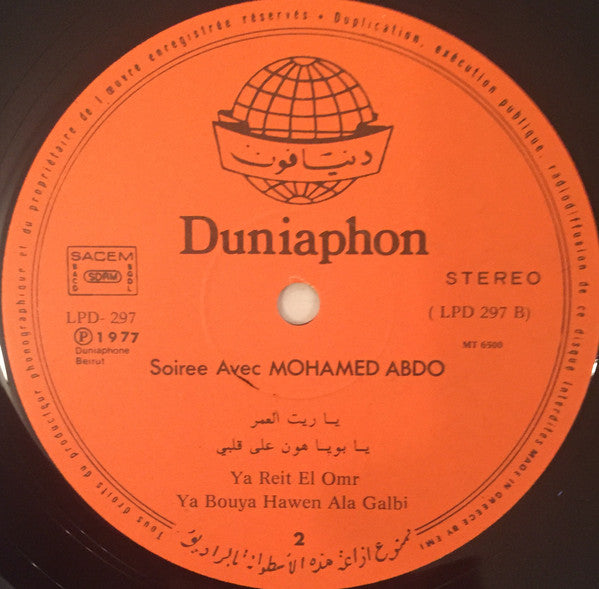 Tous droits du producteur phonographique et du propriétaire de l'œuvre enregistrée réservés • Duplication, exécution publique, radiodiffusion de ce disque interdites MADE IN GREECE BY EMI
دنيافون
Duniaphon
SACEM
BACD
SDRM
BGDL
STEREO
LPD- 297
( LPD 297 B)
Ⓟ 1977
MT 6500
Duniaphone
Beirut
Soiree Avec MOHAMED ABDO
يا ريت العمر
يا بويا هون على قلبي
Ya Reit El Omr
Ya Bouya Hawen Ala Galbi
2
ممنوع اذاعة هذه الأسطوانة بالراديو